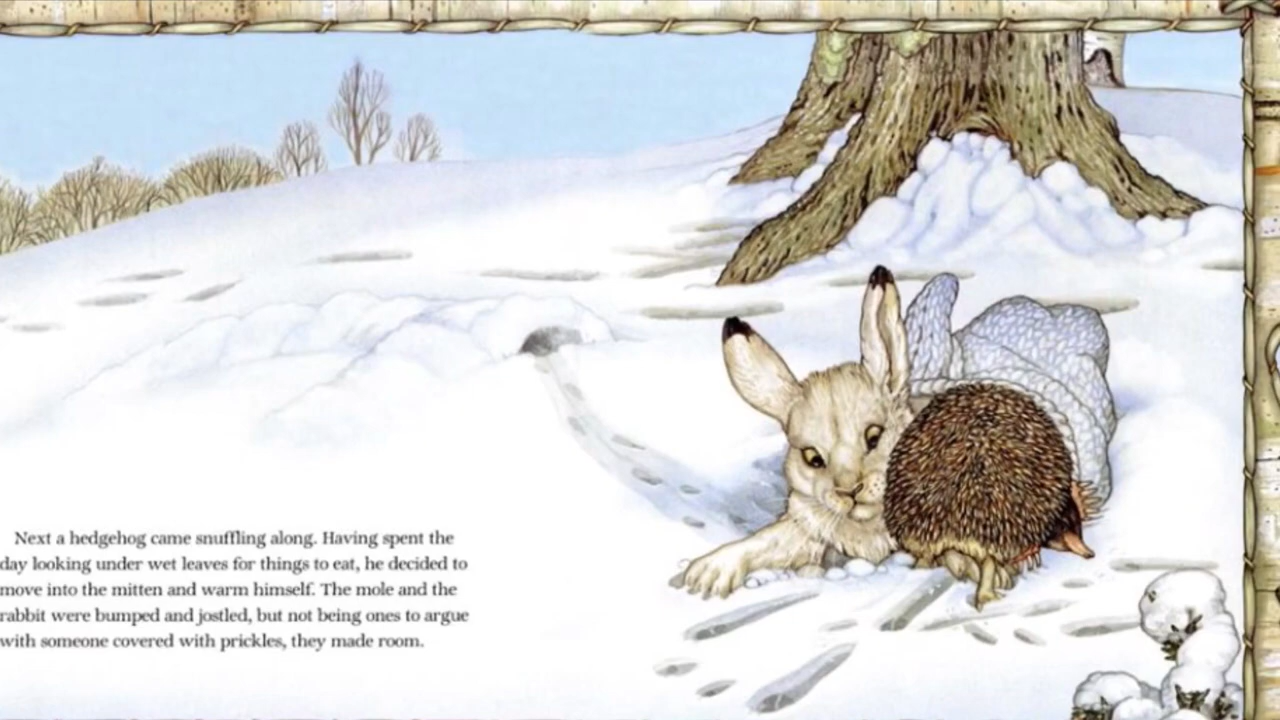 Next a hedgehog came snuffling along. Having spent the
day looking under wet leaves for things to eat, he decided to
move into the mitten and warm himself. The mole and the
rabbit were bumped and jostled, but not being ones to argue
with someone covered with prickles, they made room.